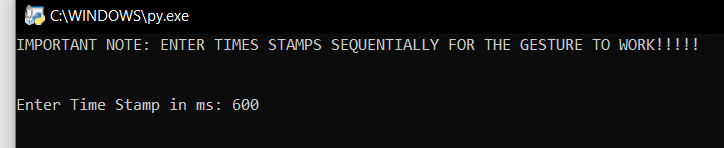 C:\WINDOWS\py.exe
IMPORTANT NOTE: ENTER TIMES STAMPS SEQUENTIALLY FOR THE GESTURE TO WORK!!!!!
Enter Time Stamp in ms: 600